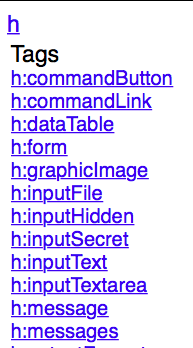 h
Tags
h:commandButton
h:commandLink
h:dataTable
h:form
h:graphicImage
h:inputFile
h:inputHidden
h:inputSecret
h:inputText
h:inputTextarea
h:message
h:messages